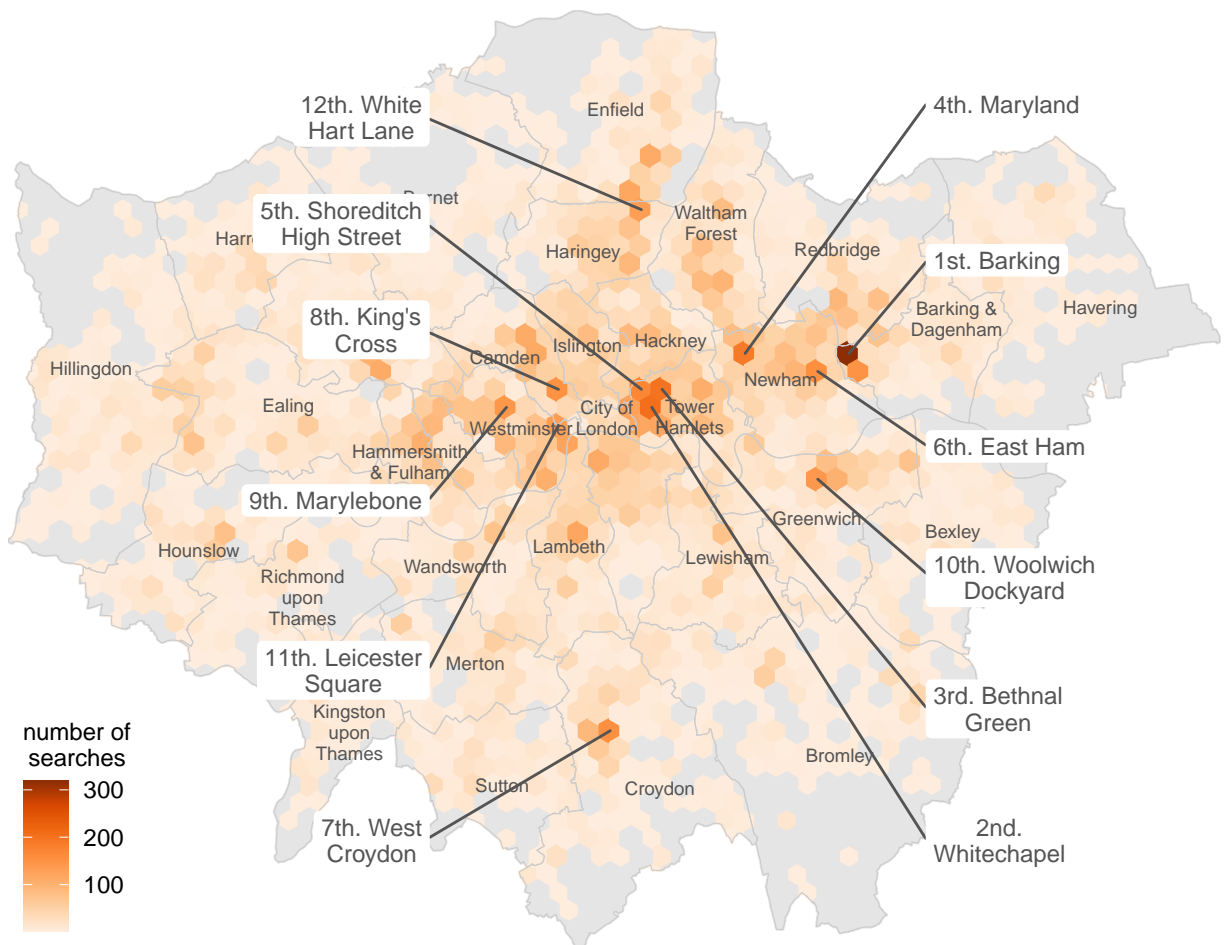 12th. White
Hart Lane
Enfield
4th. Maryland
5th. Shoreditch
High Street
Waltham
Forest
Haringey
Redbridge
1st. Barking
8th. King's
Cross
Barking &
Dagenham
Havering
Islington
Hackney
Camden
Hillingdon
Newham
Ealing
City of
London
Tower
Hamlets
Westminster
6th. East Ham
Hammersmith
& Fulham
9th. Marylebone
Greenwich
Bexley
Hounslow
Lambeth
Lewisham
Wandsworth
10th. Woolwich
Dockyard
Richmond
upon
Thames
11th. Leicester
Square
Merton
3rd. Bethnal
Green
Kingston
upon
Thames
number of
searches
300
200
100
Bromley
Sutton
Croydon
7th. West
Croydon
2nd.
Whitechapel